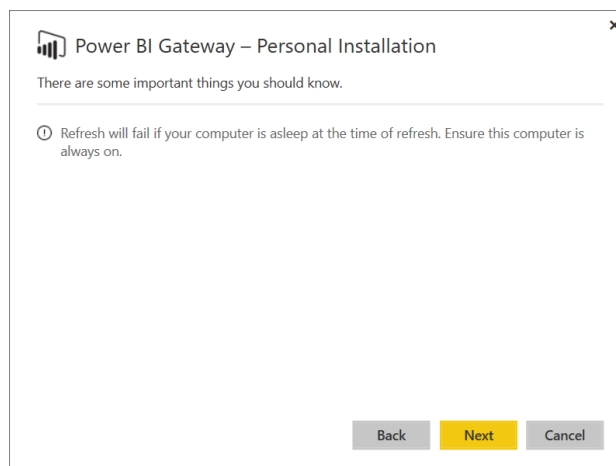 Power BI Gateway – Personal Installation
There are some important things you should know.
Refresh will fail if your computer is asleep at the time of refresh. Ensure this computer is
always on.
Back Next Cancel